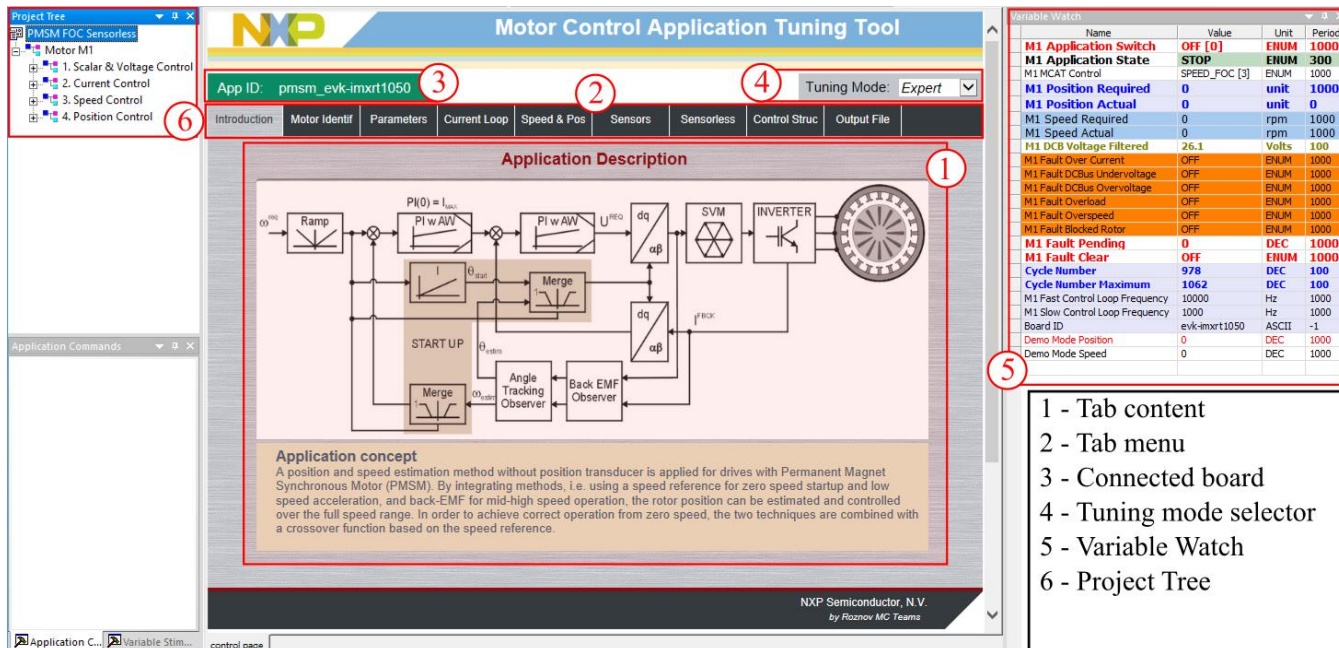 Project Tree
PMSM FOC Sensorless
Motor M1
1. Scalar & Voltage Control
2. Current Control
3. Speed Control
4. Position Control
6
Application Commands
Application C...
Variable Stim...
NXP
Motor Control Application Tuning Tool
App ID: pmsm_evk-imxrt1050
3
2
4
Tuning Mode: Expert
Introduction
Motor Identif
Parameters
Current Loop
Speed & Pos
Sensors
Sensorless
Control Struc
Output File
Application Description
1
PI(0) = IMAX
ωreq
Ramp
PI w AW
PI w AW
UREQ
dq
αβ
SVM
INVERTER
I
θstart
Merge
1
dq
αβ
IFBCK
START UP
θestim
Merge
1
ωestim
Angle
Tracking
Observer
Back EMF
Observer
Application concept
A position and speed estimation method without position transducer is applied for drives with Permanent Magnet
Synchronous Motor (PMSM). By integrating methods, i.e. using a speed reference for zero speed startup and low
speed acceleration, and back-EMF for mid-high speed operation, the rotor position can be estimated and controlled
over the full speed range. In order to achieve correct operation from zero speed, the two techniques are combined with
a crossover function based on the speed reference.
NXP Semiconductor, N.V.
by Roznov MC Teams
control page
Variable Watch
Name Value Unit Period
M1 Application Switch OFF [0] ENUM 1000
M1 Application State STOP ENUM 300
M1 MCAT Control SPEED_FOC [3] ENUM 1000
M1 Position Required 0 unit 1000
M1 Position Actual 0 unit 0
M1 Speed Required 0 rpm 1000
M1 Speed Actual 0 rpm 1000
M1 DCB Voltage Filtered 26.1 Volts 100
M1 Fault Over Current OFF ENUM 1000
M1 Fault DCBus Undervoltage OFF ENUM 1000
M1 Fault DCBus Overvoltage OFF ENUM 1000
M1 Fault Overload OFF ENUM 1000
M1 Fault Overspeed OFF ENUM 1000
M1 Fault Blocked Rotor OFF ENUM 1000
M1 Fault Pending 0 DEC 1000
M1 Fault Clear OFF ENUM 1000
Cycle Number 978 DEC 100
Cycle Number Maximum 1062 DEC 100
M1 Fast Control Loop Frequency 10000 Hz 1000
M1 Slow Control Loop Frequency 1000 Hz 1000
Board ID evk-imxrt1050 ASCII -1
Demo Mode Position 0 DEC 1000
Demo Mode Speed 0 DEC 1000
5
1 - Tab content
2 - Tab menu
3 - Connected board
4 - Tuning mode selector
5 - Variable Watch
6 - Project Tree